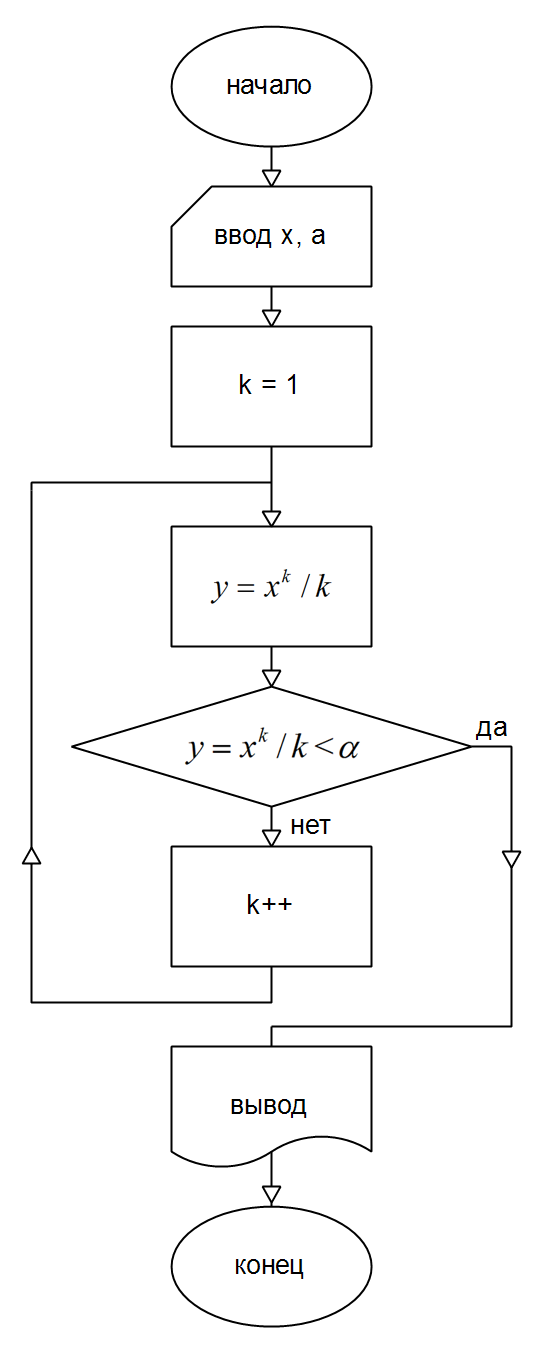 начало
ввод x, a
k = 1
y = x^k / k
y = x^k / k < α
да
нет
k++
вывод
конец